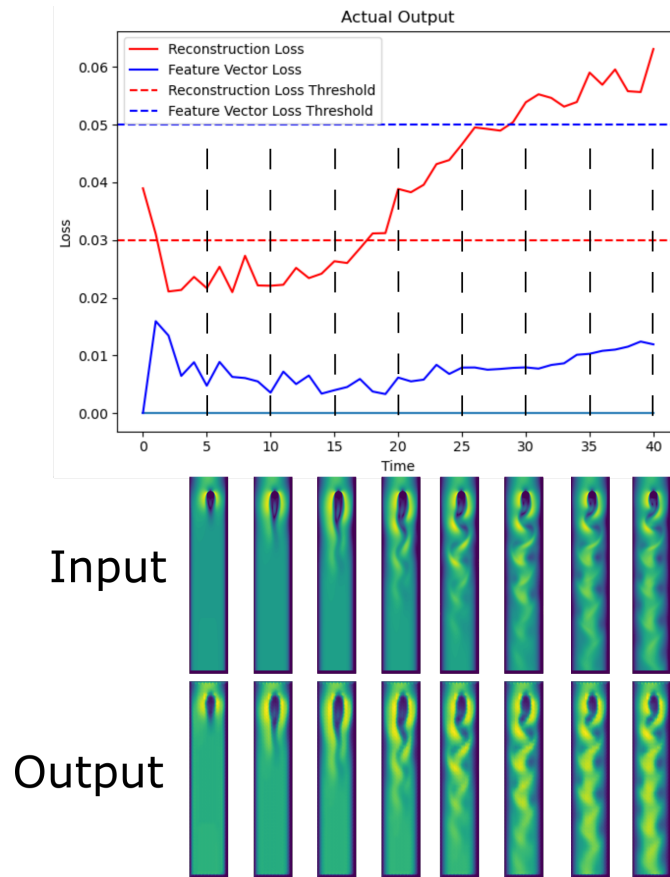 Actual Output
Reconstruction Loss
Feature Vector Loss
Reconstruction Loss Threshold
Feature Vector Loss Threshold
0.06
0.05
0.04
0.03
0.02
0.01
0.00
Loss
0 5 10 15 20 25 30 35 40
Time
Input
Output